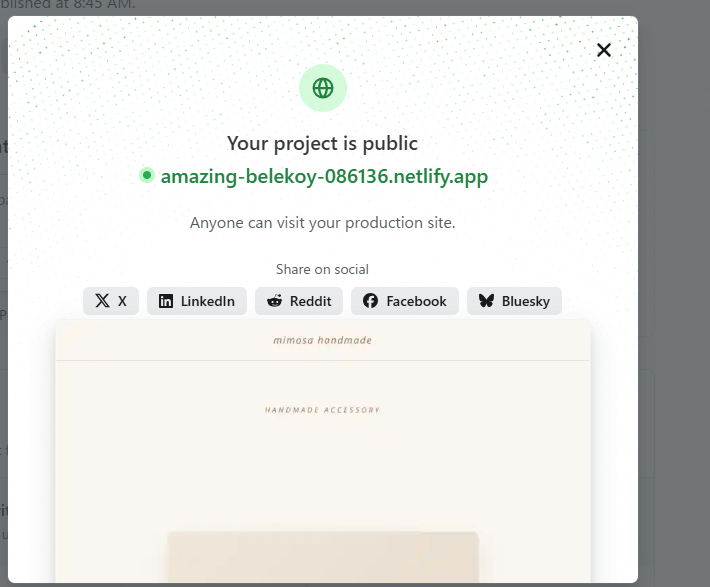 blished at 8:45 AM.
Your project is public
amazing-belekoy-086136.netlify.app
Anyone can visit your production site.
Share on social
X LinkedIn Reddit Facebook Bluesky
mimosa handmade
HANDMADE ACCESSORY